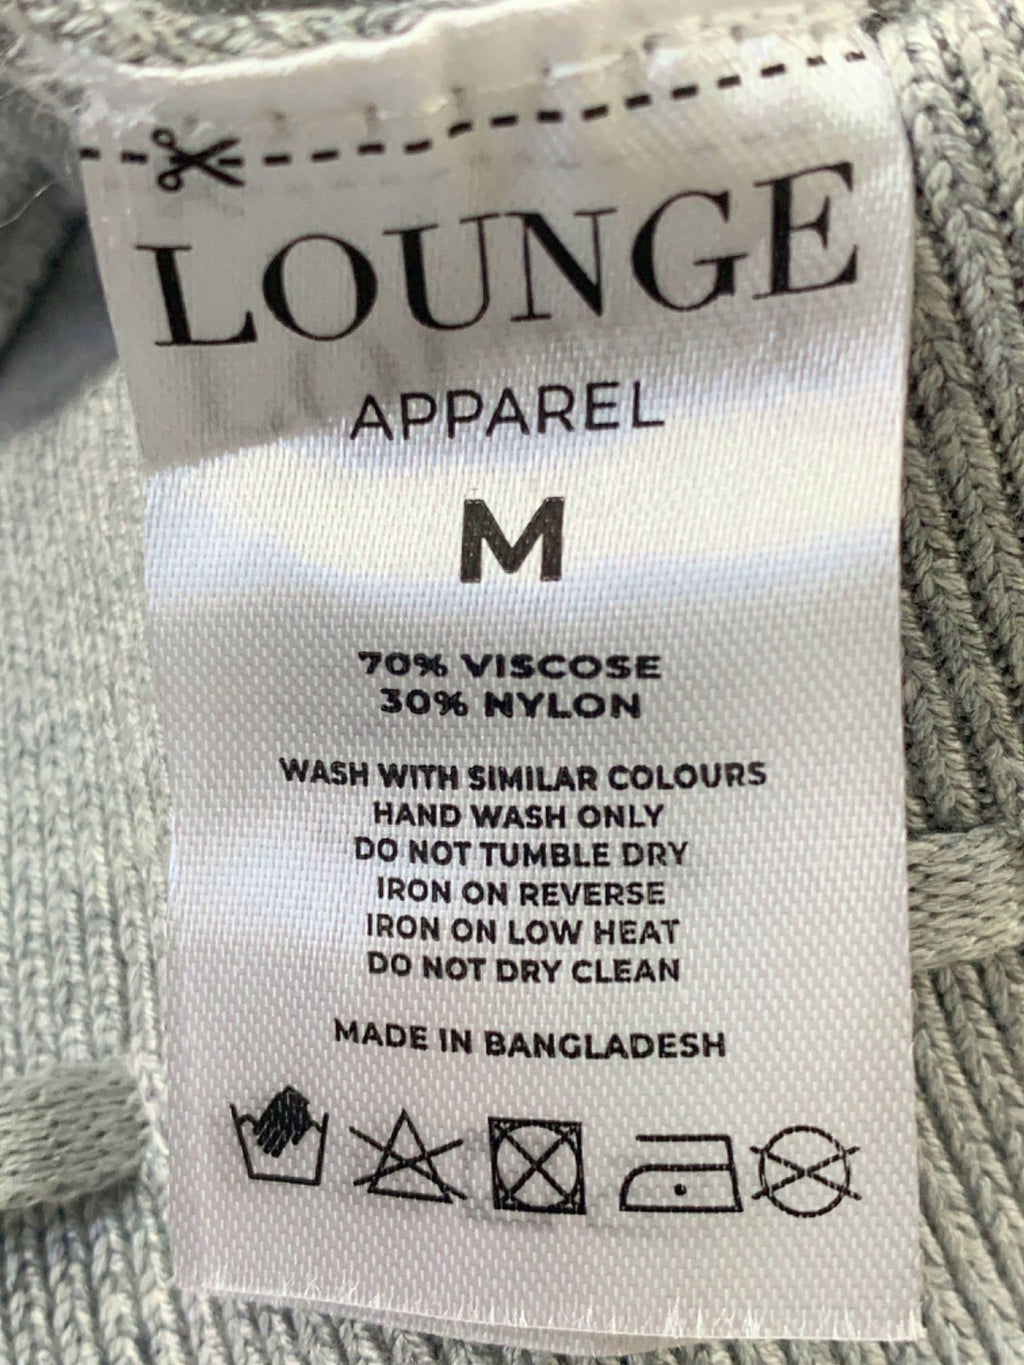 LOUNGE
APPAREL
M
70% VISCOSE
30% NYLON
WASH WITH SIMILAR COLOURS
HAND WASH ONLY
DO NOT TUMBLE DRY
IRON ON REVERSE
IRON ON LOW HEAT
DO NOT DRY CLEAN
MADE IN BANGLADESH